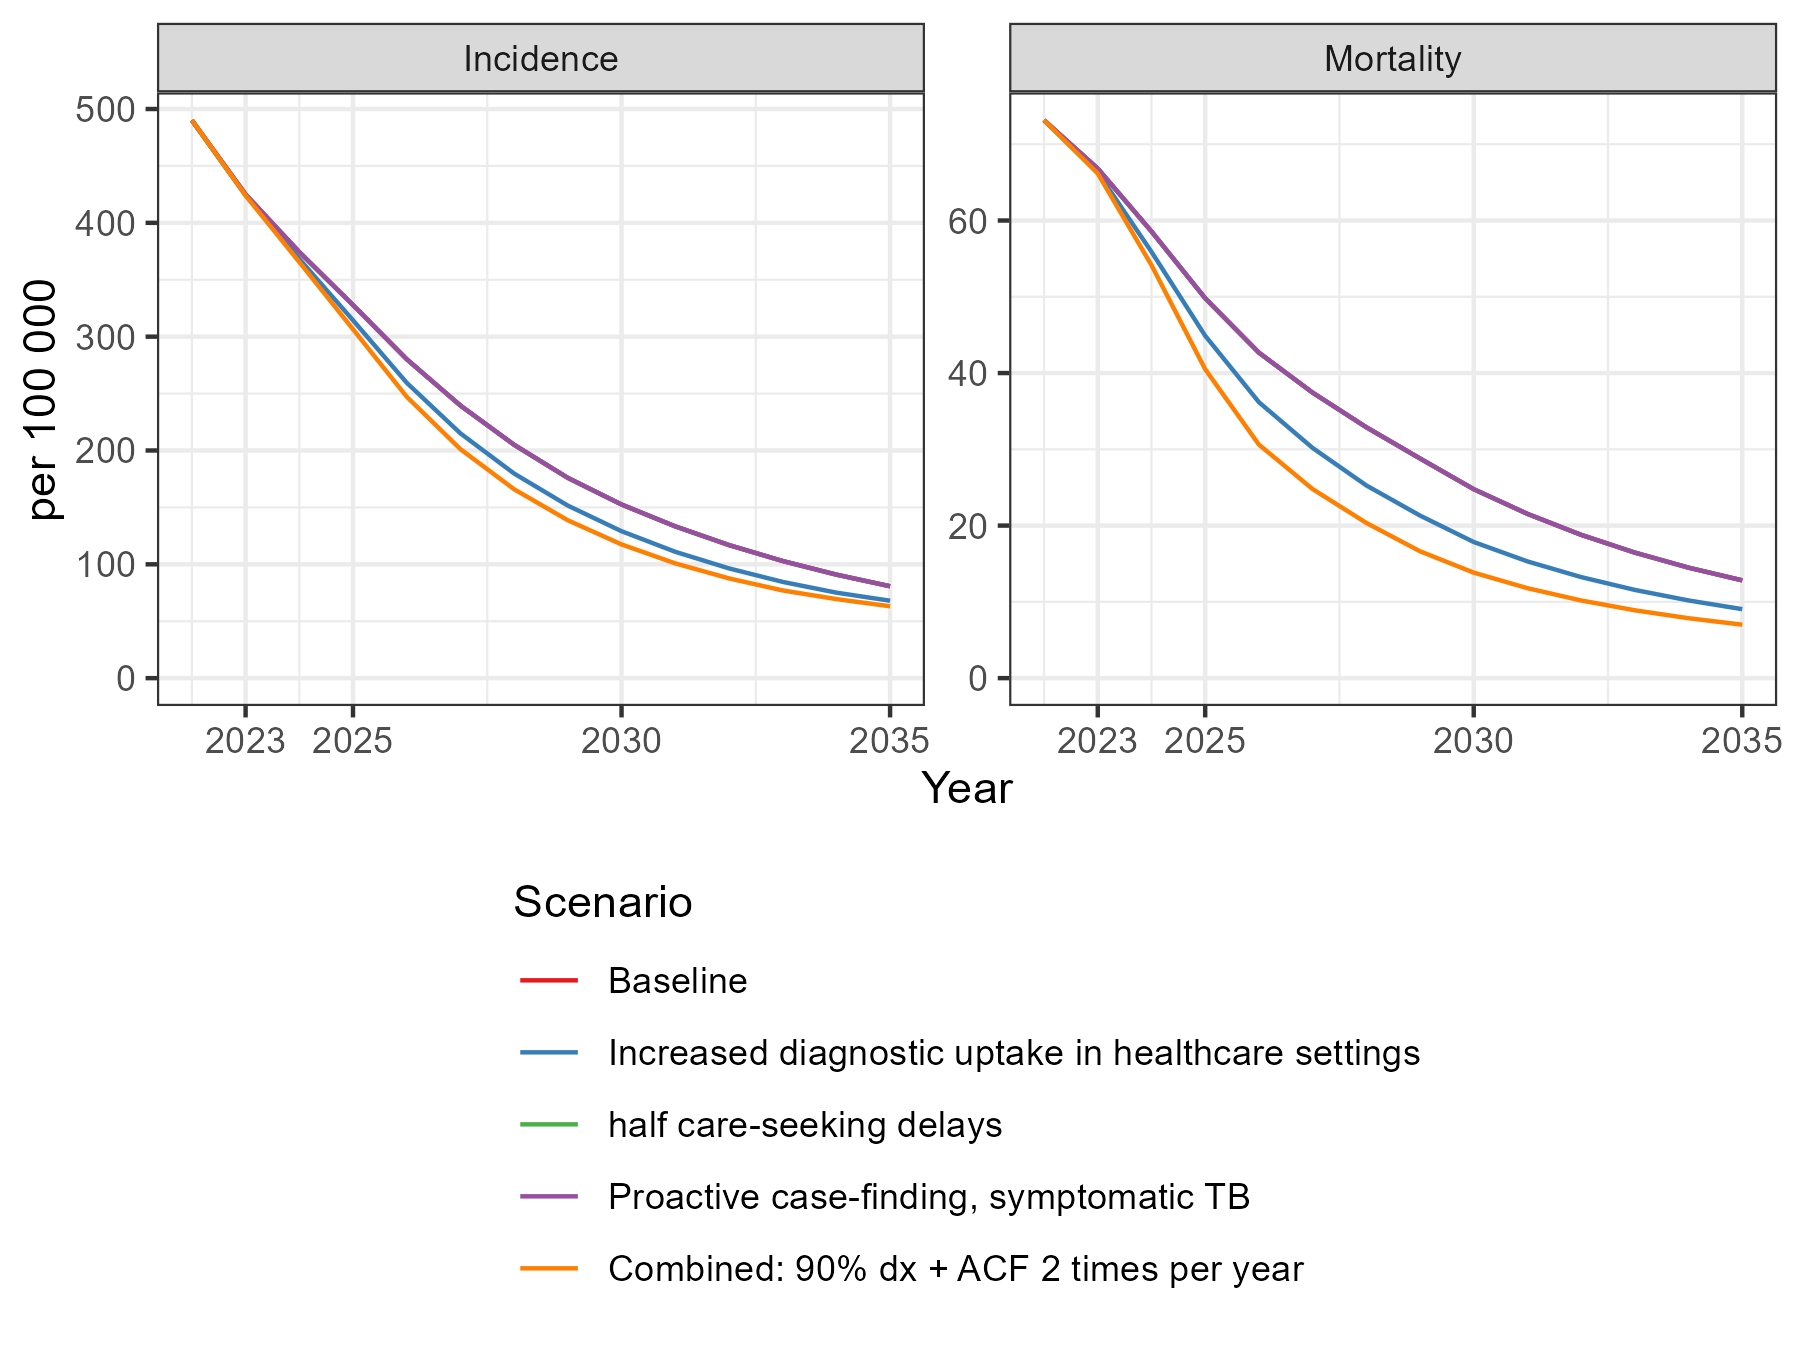 Incidence
Mortality
per 100 000
500
400
300
200
100
0
60
40
20
0
2023 2025 2030 2035
2023 2025 2030 2035
Year
Scenario
Baseline
Increased diagnostic uptake in healthcare settings
half care-seeking delays
Proactive case-finding, symptomatic TB
Combined: 90% dx + ACF 2 times per year